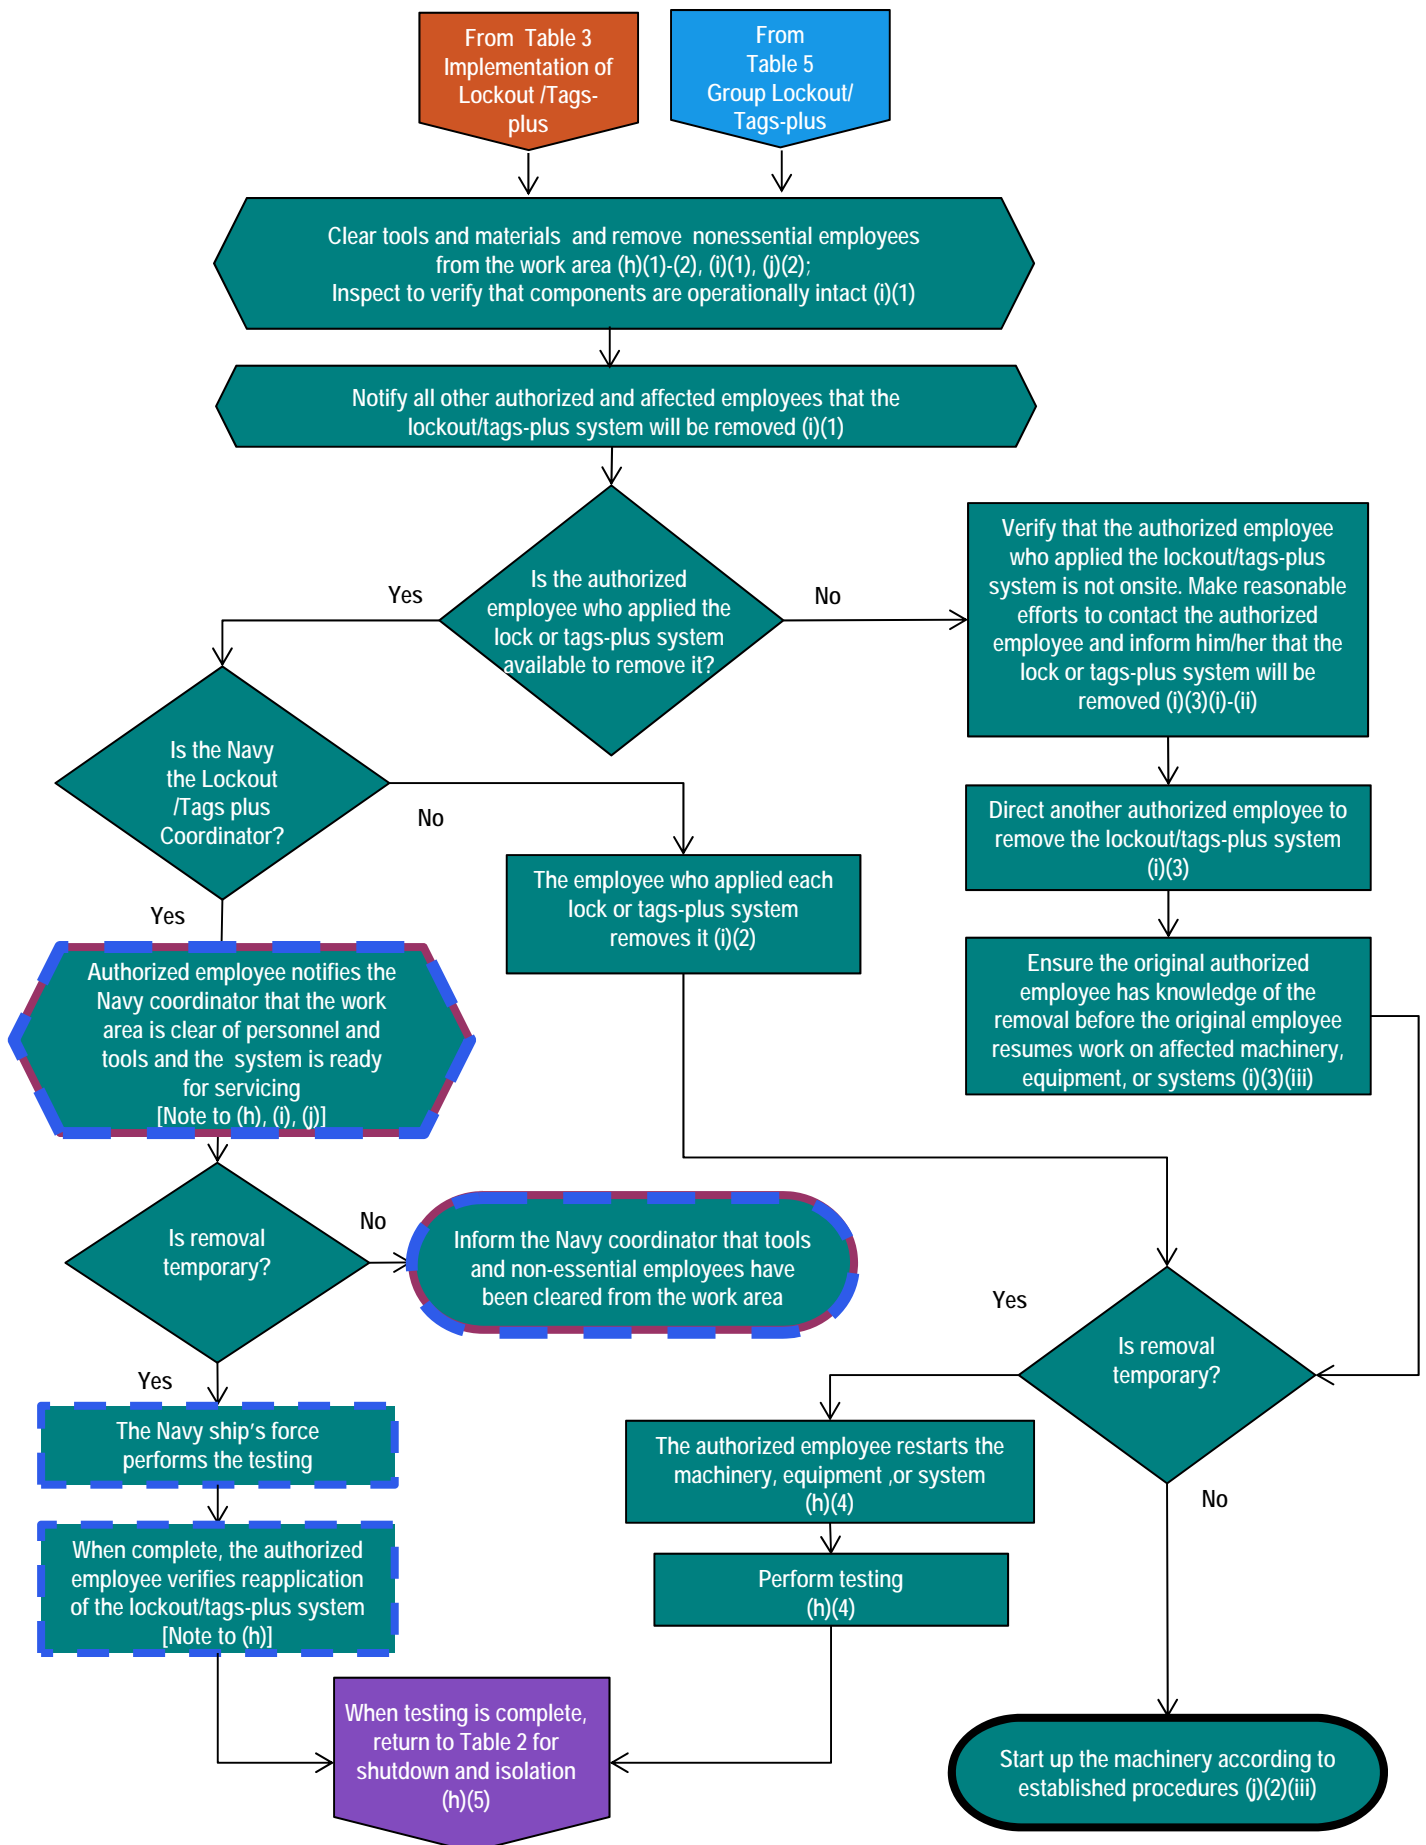 From Table 3
Implementation of
Lockout /Tags-
plus
From
Table 5
Group Lockout/
Tags-plus
Clear tools and materials and remove nonessential employees
from the work area (h)(1)-(2), (i)(1), (j)(2);
Inspect to verify that components are operationally intact (i)(1)
Notify all other authorized and affected employees that the
lockout/tags-plus system will be removed (i)(1)
Is the authorized
employee who applied the
lock or tags-plus system
available to remove it?
Yes
No
Verify that the authorized employee
who applied the lockout/tags-plus
system is not onsite. Make reasonable
efforts to contact the authorized
employee and inform him/her that the
lock or tags-plus system will be
removed (i)(3)(i)-(ii)
Is the Navy
the Lockout
/Tags plus
Coordinator?
No
Yes
Direct another authorized employee to
remove the lockout/tags-plus system
(i)(3)
The employee who applied each
lock or tags-plus system
removes it (i)(2)
Ensure the original authorized
employee has knowledge of the
removal before the original employee
resumes work on affected machinery,
equipment, or systems (i)(3)(iii)
Authorized employee notifies the
Navy coordinator that the work
area is clear of personnel and
tools and the system is ready
for servicing
[Note to (h), (i), (j)]
Is removal
temporary?
No
Yes
Inform the Navy coordinator that tools
and non-essential employees have
been cleared from the work area
Is removal
temporary?
Yes
No
The Navy ship's force
performs the testing
The authorized employee restarts the
machinery, equipment ,or system
(h)(4)
When complete, the authorized
employee verifies reapplication
of the lockout/tags-plus system
[Note to (h)]
Perform testing
(h)(4)
When testing is complete,
return to Table 2 for
shutdown and isolation
(h)(5)
Start up the machinery according to
established procedures (j)(2)(iii)